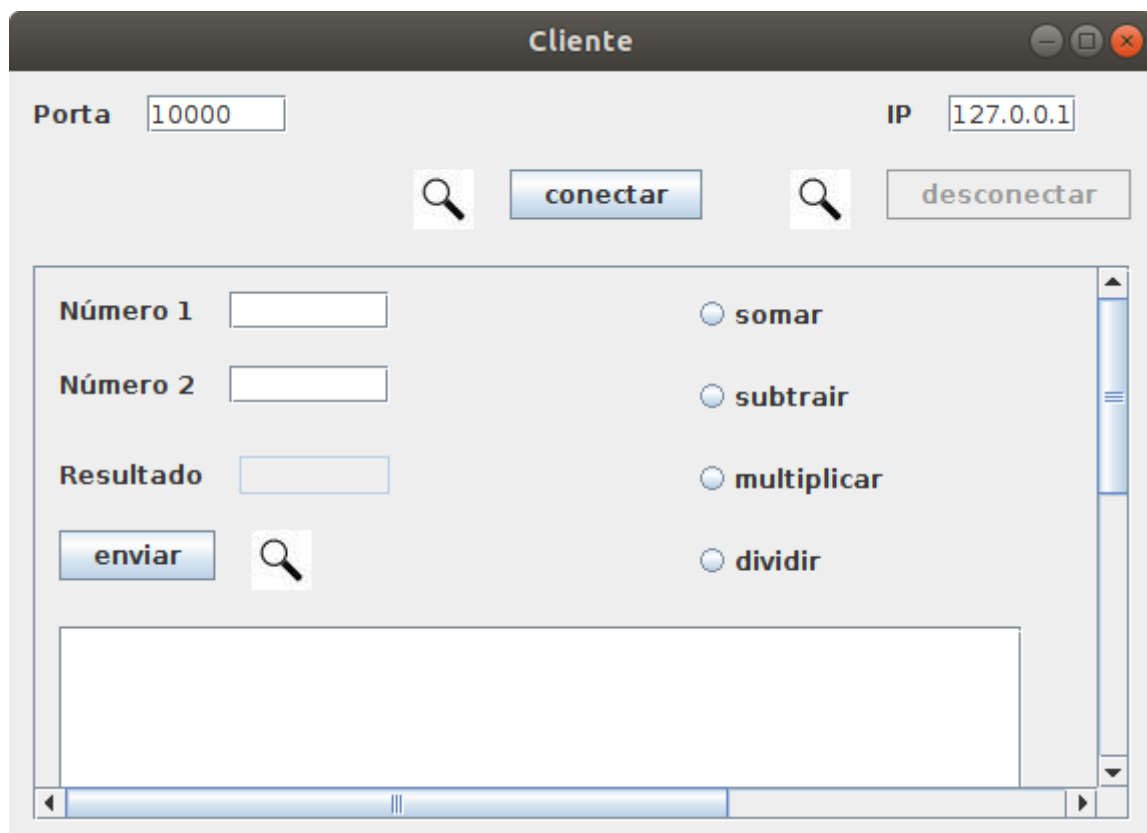 Cliente
Porta 10000 IP 127.0.0.1
conectar desconectar
Número 1 somar
Número 2 subtrair
Resultado multiplicar
enviar dividir